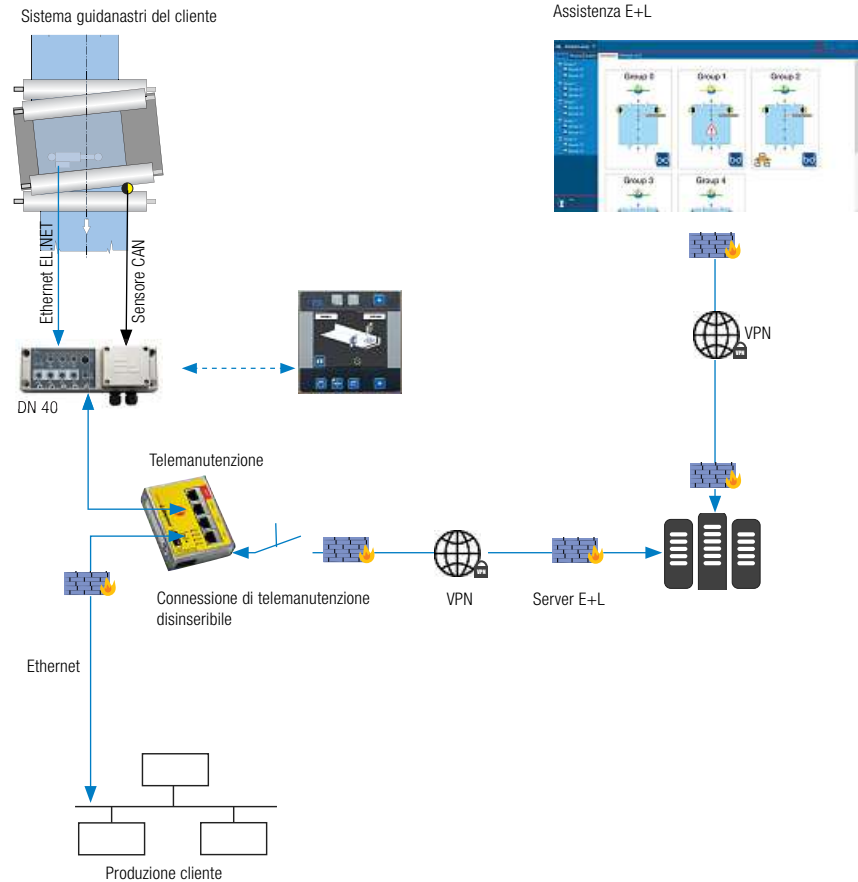 Sistema guidanastri del cliente
Assistenza E+L
Group 0
Group 1
Group 2
Group 3
Group 4
Ethernet EL.NET
Sensore CAN
DN 40
VPN
Telemanutenzione
Connessione di telemanutenzione
disinseribile
VPN
Server E+L
Ethernet
Produzione cliente